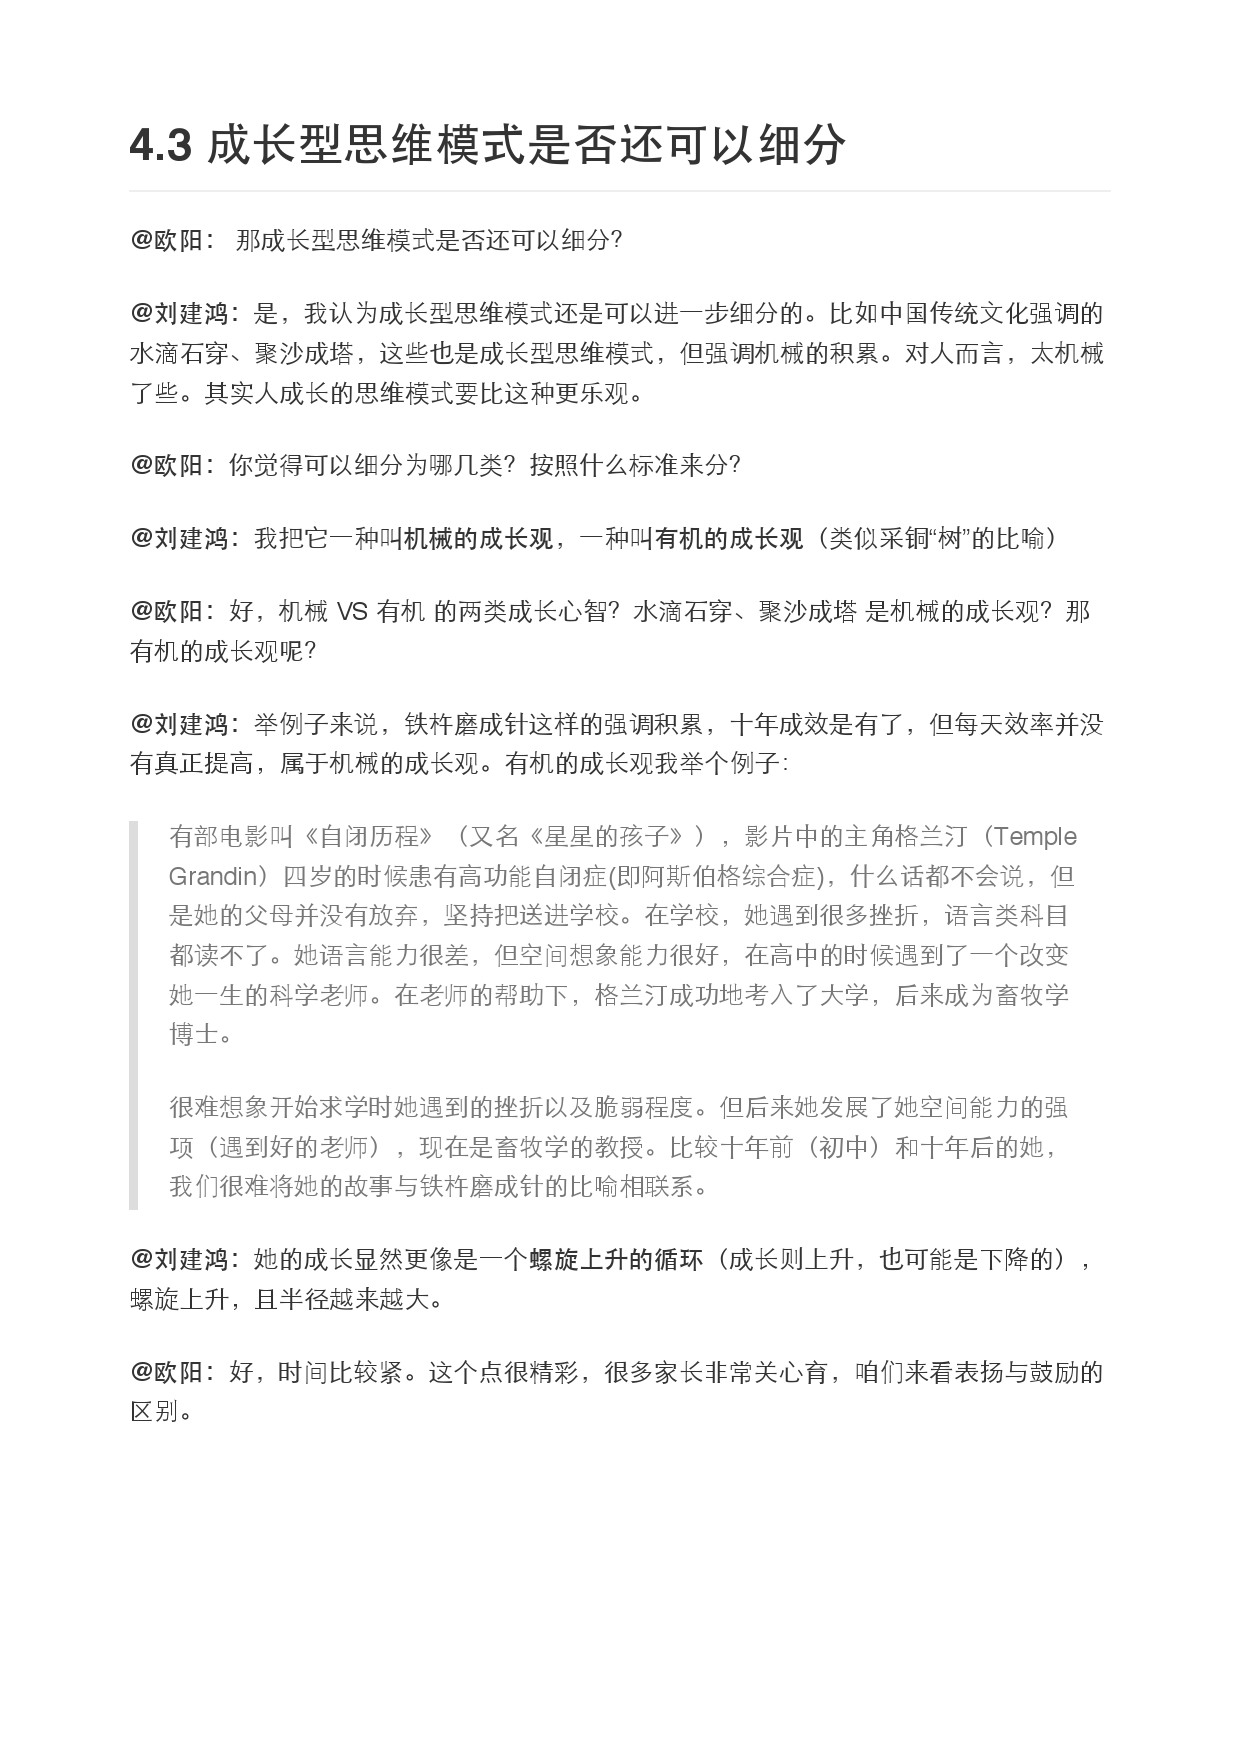 4.3 成长型思维模式是否还可以细分
@欧阳： 那成长型思维模式是否还可以细分？
@刘建鸿：是，我认为成长型思维模式还是可以进一步细分的。比如中国传统文化强调的
水滴石穿、聚沙成塔，这些也是成长型思维模式，但强调机械的积累。对人而言，太机械
了些。其实人成长的思维模式要比这种更乐观。
@欧阳：你觉得可以细分为哪几类？按照什么标准来分？
@刘建鸿：我把它一种叫机械的成长观，一种叫有机的成长观（类似采铜“树”的比喻）
@欧阳：好，机械 VS 有机 的两类成长心智？水滴石穿、聚沙成塔 是机械的成长观？那
有机的成长观呢？
@刘建鸿：举例子来说，铁杵磨成针这样的强调积累，十年成效是有了，但每天效率并没
有真正提高，属于机械的成长观。有机的成长观我举个例子：
有部电影叫《自闭历程》（又名《星星的孩子》），影片中的主角格兰汀（Temple
Grandin）四岁的时候患有高功能自闭症(即阿斯伯格综合症)，什么话都不会说，但
是她的父母并没有放弃，坚持把送进学校。在学校，她遇到很多挫折，语言类科目
都读不了。她语言能力很差，但空间想象能力很好，在高中的时候遇到了一个改变
她一生的科学老师。在老师的帮助下，格兰汀成功地考入了大学，后来成为畜牧学
博士。
很难想象开始求学时她遇到的挫折以及脆弱程度。但后来她发展了她空间能力的强
项（遇到好的老师），现在是畜牧学的教授。比较十年前（初中）和十年后的她，
我们很难将她的故事与铁杵磨成针的比喻相联系。
@刘建鸿：她的成长显然更像是一个螺旋上升的循环（成长则上升，也可能是下降的），
螺旋上升，且半径越来越大。
@欧阳：好，时间比较紧。这个点很精彩，很多家长非常关心育，咱们来看表扬与鼓励的
区别。